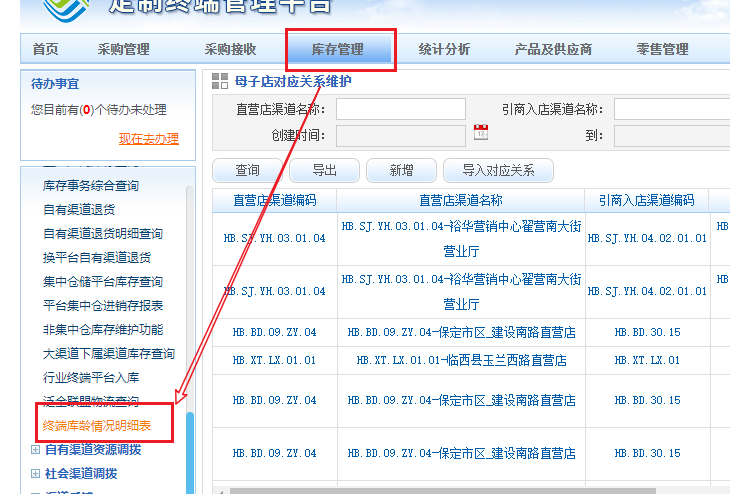 定制终端管理平台
首页 采购管理 采购接收 库存管理 统计分析 产品及供应商 零售管理
待办事宜
您目前有(0)个待办未处理
现在去办理
库存事务综合查询
自有渠道退货
自有渠道退货明细查询
换平台自有渠道退货
集中仓储平台库存查询
平台集中仓进销存报表
非集中仓库存维护功能
大渠道下属渠道库存查询
行业终端平台入库
泛全联盟物流查询
终端库龄情况明细表
自有渠道资源调拨
社会渠道调拨
母子店对应关系维护
直营店渠道名称： 引商入店渠道名称：
创建时间： 到：
查询 导出 新增 导入对应关系
直营店渠道编码 直营店渠道名称 引商入店渠道编码
HB.SJ.YH.03.01.04 HB.SJ.YH.03.01.04-裕华营销中心翟营南大街 HB.SJ.YH.04.02.01.01 HB
营业厅
HB.SJ.YH.03.01.04 HB.SJ.YH.03.01.04-裕华营销中心翟营南大街 HB.SJ.YH.04.02.01.01 HB
营业厅
HB.BD.09.ZY.04 HB.BD.09.ZY.04-保定市区_建设南路直营店 HB.BD.30.15
HB.XT.LX.01.01 HB.XT.LX.01.01-临西县玉兰西路直营店 HB.XT.LX.01
HB.BD.09.ZY.04 HB.BD.09.ZY.04-保定市区_建设南路直营店 HB.BD.30.15
HB.BD.09.ZY.04 HB.BD.09.ZY.04-保定市区_建设南路直营店 HB.BD.30.15